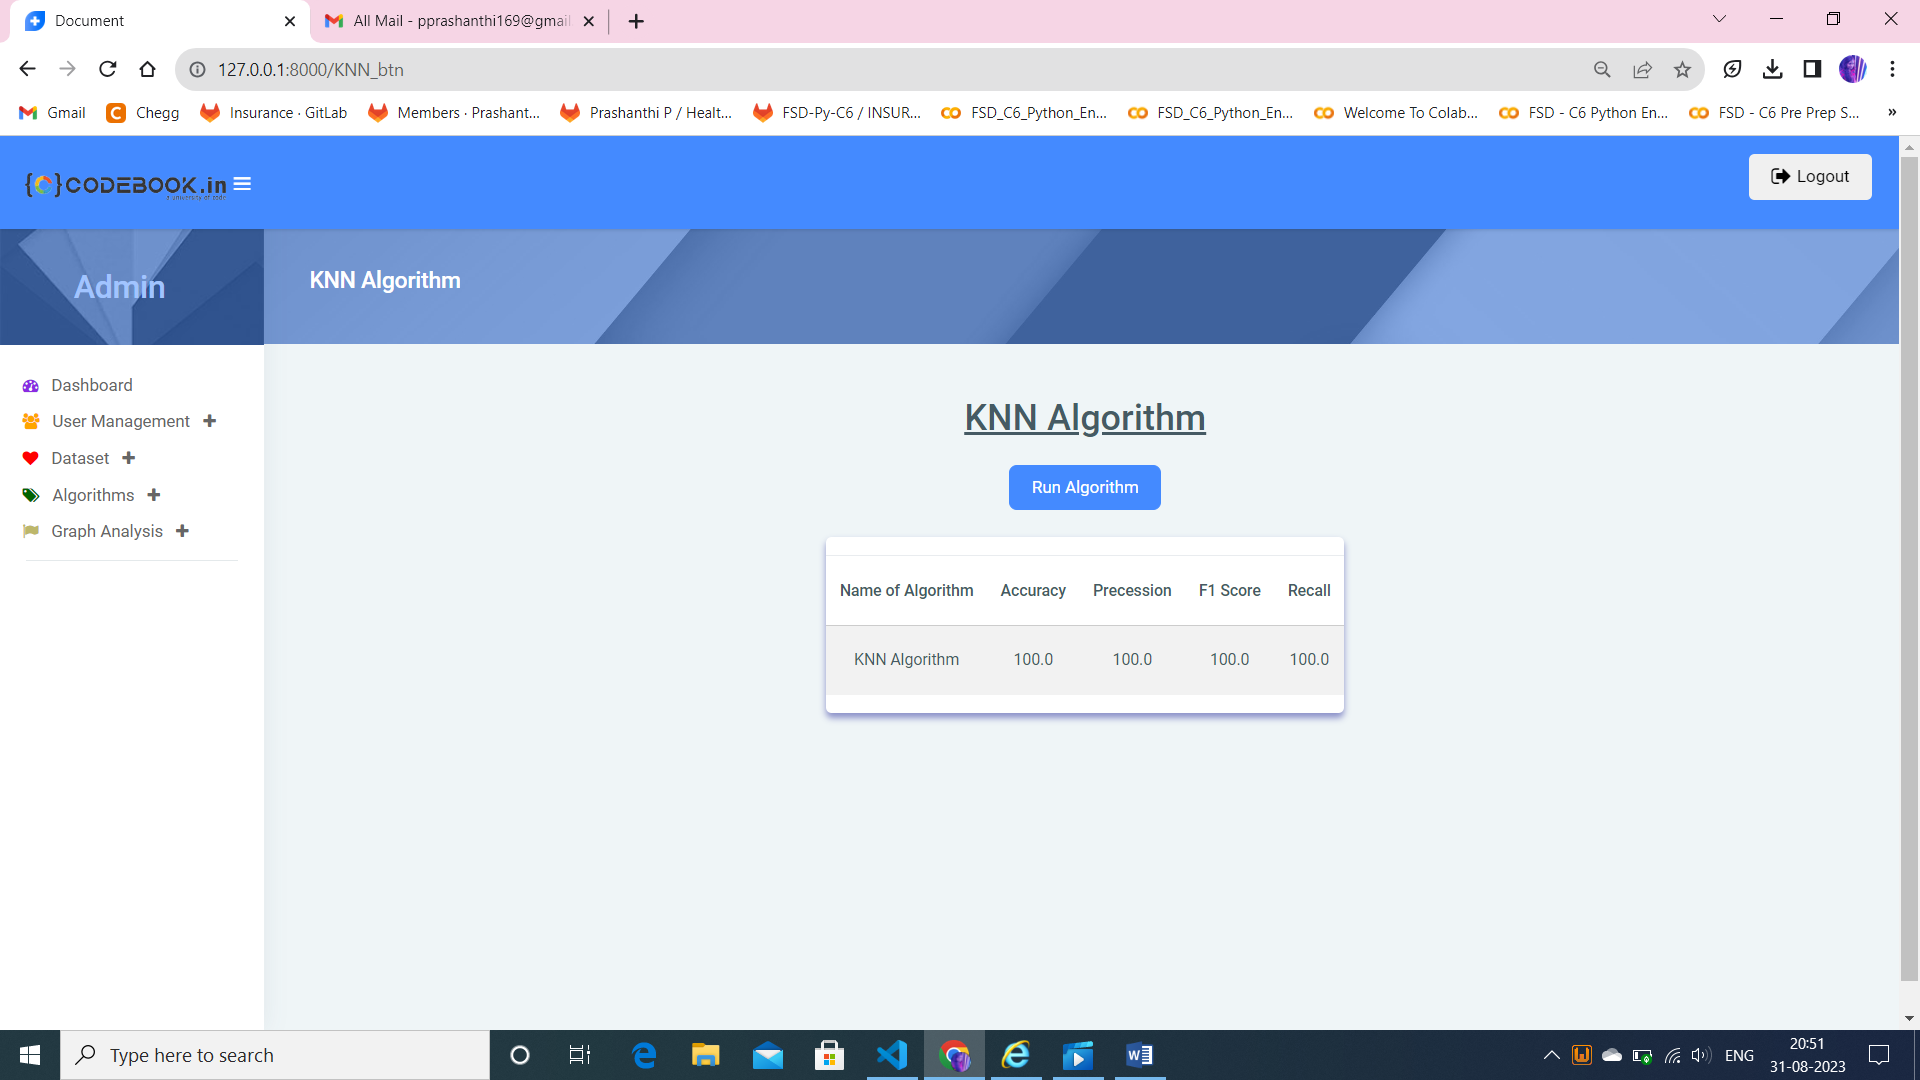 Document
All Mail - pprashanthi169@gmail.
127.0.0.1:8000/KNN_btn
Gmail
Chegg
Insurance · GitLab
Members · Prashant...
Prashanthi P / Healt...
FSD-Py-C6 / INSUR...
FSD_C6_Python_En...
FSD_C6_Python_En...
Welcome To Colab...
FSD - C6 Python En...
FSD - C6 Pre Prep S...
»
{C}CODEBOOK.in
a university of code
Logout
Admin
KNN Algorithm
Dashboard
User Management
Dataset
Algorithms
Graph Analysis
KNN Algorithm
Run Algorithm
Name of Algorithm Accuracy Precession F1 Score Recall
KNN Algorithm 100.0 100.0 100.0 100.0
Type here to search
ENG
20:51
31-08-2023